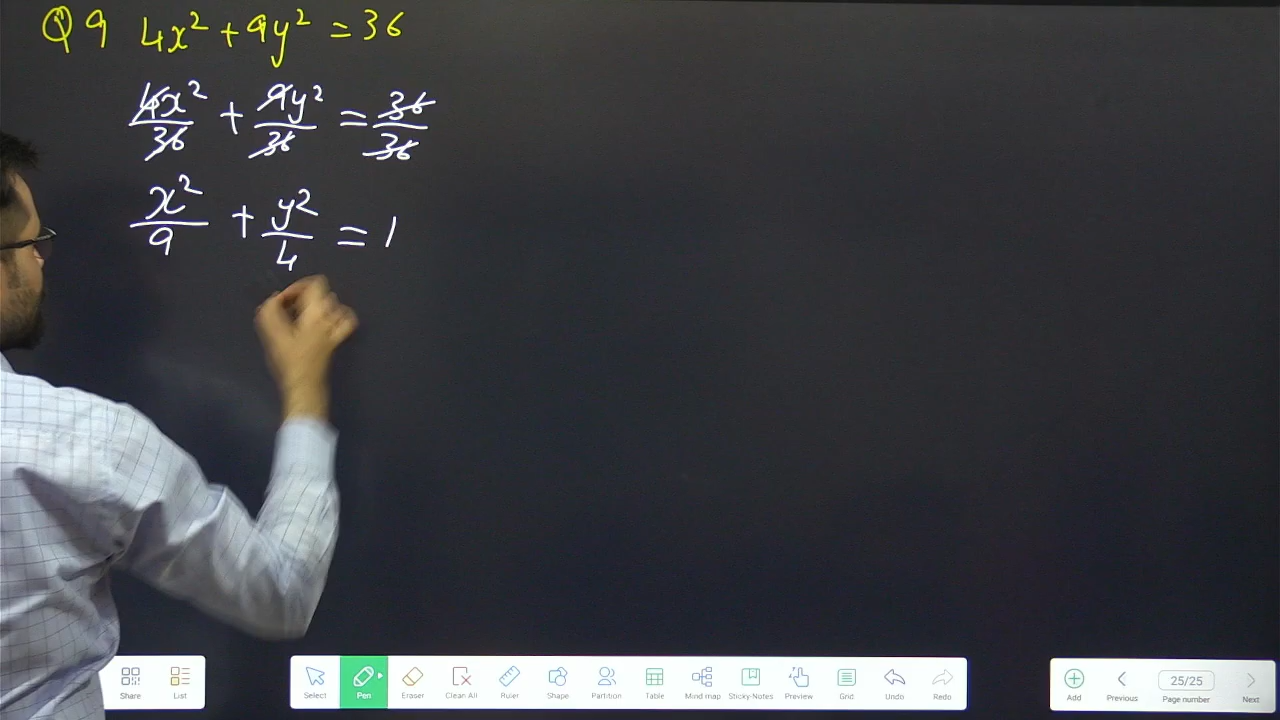 Q 9 4x² + 9y² = 36
4x²/36 + 9y²/36 = 36/36
x²/9 + y²/4 = 1
Share List Select Pen Eraser Clean All Ruler Shape Partition Table Mind map Sticky-Notes Preview Grid Undo Redo Add Previous 25/25 Page number Next